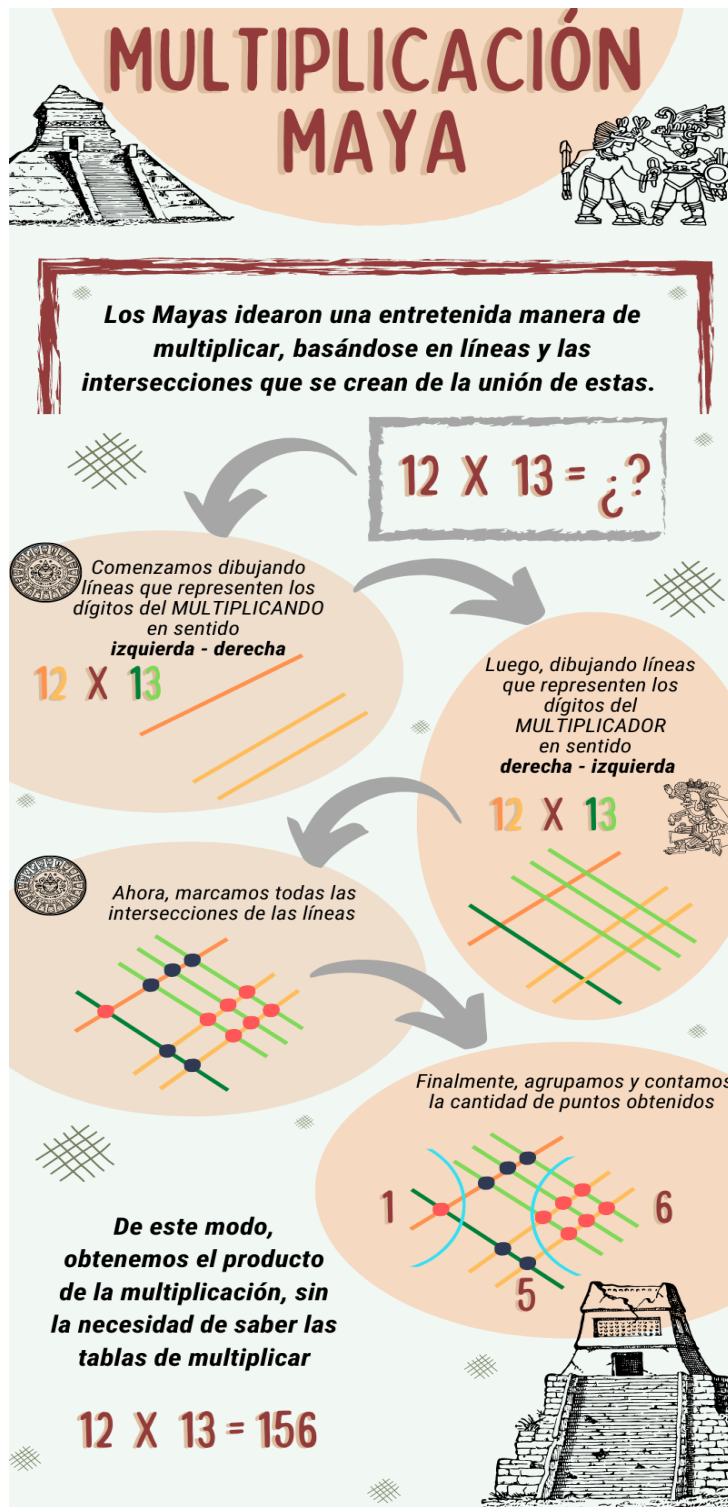 MULTIPLICACIÓN
MAYA
Los Mayas idearon una entretenida manera de
multiplicar, basándose en líneas y las
intersecciones que se crean de la unión de estas.
12 X 13 = ¿?
Comenzamos dibujando
líneas que representen los
dígitos del MULTIPLICANDO
en sentido
izquierda - derecha
12 X 13
Luego, dibujando líneas
que representen los
dígitos del
MULTIPLICADOR
en sentido
derecha - izquierda
12 X 13
Ahora, marcamos todas las
intersecciones de las líneas
Finalmente, agrupamos y contamos
la cantidad de puntos obtenidos
1
6
5
De este modo,
obtenemos el producto
de la multiplicación, sin
la necesidad de saber las
tablas de multiplicar
12 X 13 = 156